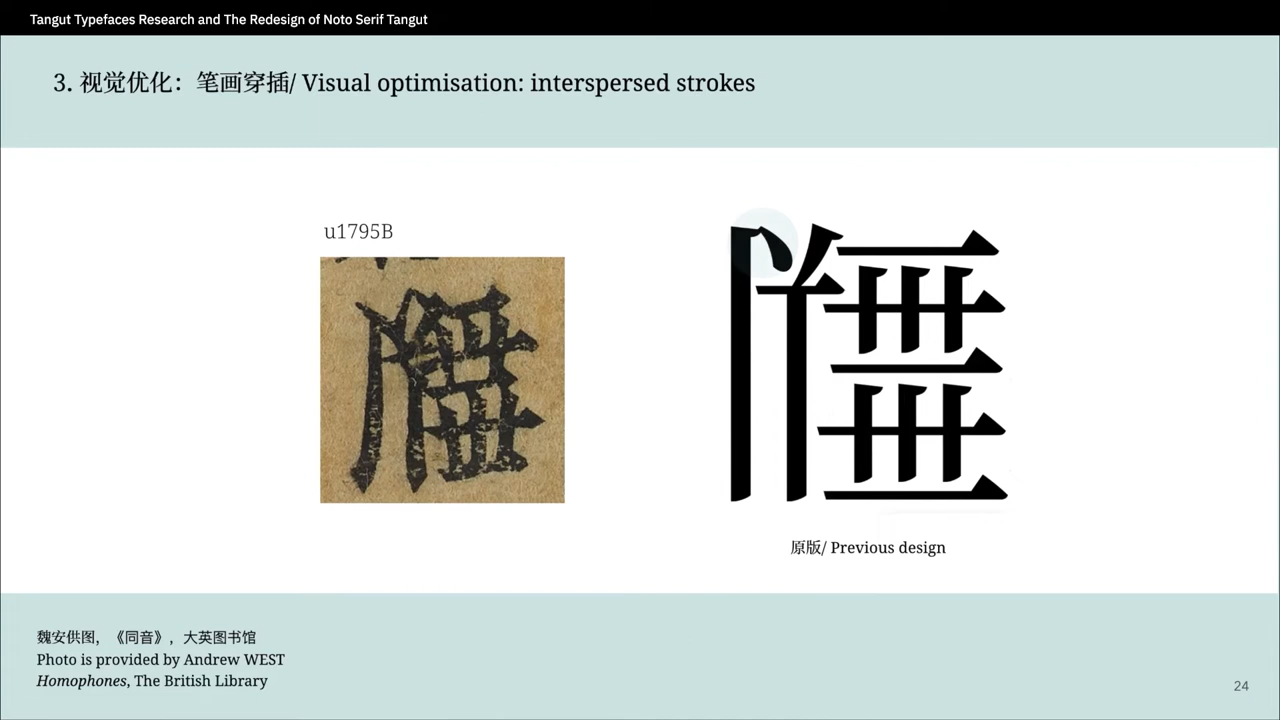 Tangut Typefaces Research and The Redesign of Noto Serif Tangut
3. 视觉优化：笔画穿插/ Visual optimisation: interspersed strokes
u1795B
原版/ Previous design
魏安供图，《同音》，大英图书馆
Photo is provided by Andrew WEST
Homophones, The British Library
24